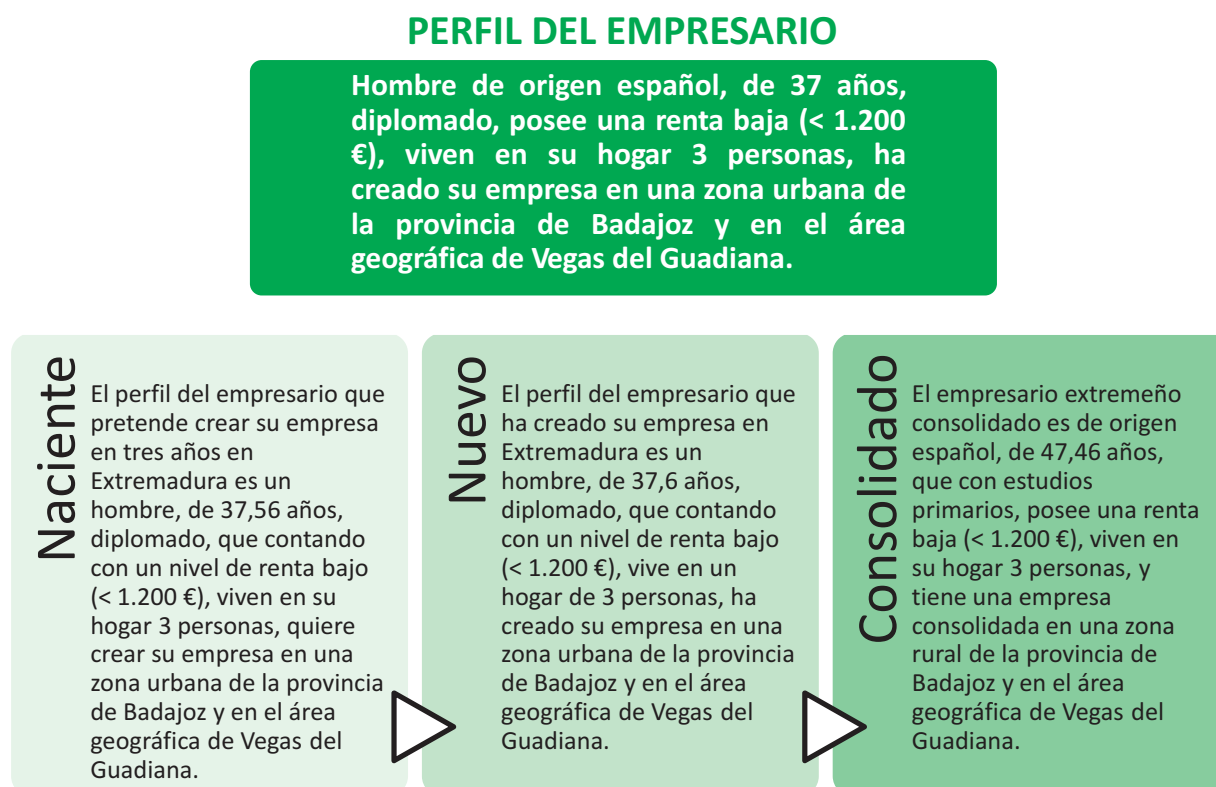 PERFIL DEL EMPRESARIO
Hombre de origen español, de 37 años,
diplomado, posee una renta baja (< 1.200
€), viven en su hogar 3 personas, ha
creado su empresa en una zona urbana de
la provincia de Badajoz y en el área
geográfica de Vegas del Guadiana.
Naciente
El perfil del empresario que
pretende crear su empresa
en tres años en
Extremadura es un
hombre, de 37,56 años,
diplomado, que contando
con un nivel de renta bajo
(< 1.200 €), viven en su
hogar 3 personas, quiere
crear su empresa en una
zona urbana de la provincia
de Badajoz y en el área
geográfica de Vegas del
Guadiana.
Nuevo
El perfil del empresario que
ha creado su empresa en
Extremadura es un
hombre, de 37,6 años,
diplomado, que contando
con un nivel de renta bajo
(< 1.200 €), vive en un
hogar de 3 personas, ha
creado su empresa en una
zona urbana de la provincia
de Badajoz y en el área
geográfica de Vegas del
Guadiana.
Consolidado
El empresario extremeño
consolidado es de origen
español, de 47,46 años,
que con estudios
primarios, posee una renta
baja (< 1.200 €), viven en
su hogar 3 personas, y
tiene una empresa
consolidada en una zona
rural de la provincia de
Badajoz y en el área
geográfica de Vegas del
Guadiana.